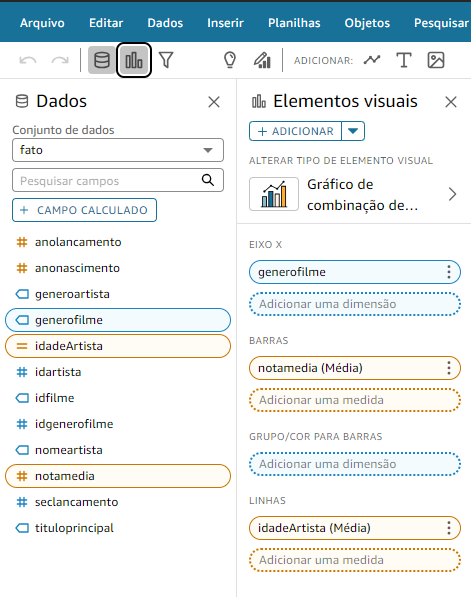 Arquivo Editar Dados Inserir Planilhas Objetos Pesquisar
ADICIONAR:
Dados
Conjunto de dados
fato
Pesquisar campos
+ CAMPO CALCULADO
anolancamento
anonascimento
generoartista
generofilme
idadeArtista
idartista
idfilme
idgenerofilme
nomeartista
notamedia
seclancamento
tituloprincipal
Elementos visuais
+ ADICIONAR
ALTERAR TIPO DE ELEMENTO VISUAL
Gráfico de
combinação de...
EIXO X
generofilme
Adicionar uma dimensão
BARRAS
notamedia (Média)
Adicionar uma medida
GRUPO/COR PARA BARRAS
Adicionar uma dimensão
LINHAS
idadeArtista (Média)
Adicionar uma medida